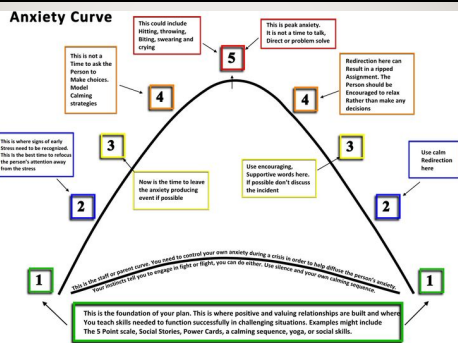 Anxiety Curve
This could include
Hitting, throwing,
Biting, swearing and
crying
This is peak anxiety.
It is not a time to talk,
Direct or problem solve
5
This is not a
Time to ask the
Person to
Make choices.
Model
Calming
strategies
4
4
Redirection here can
Result in a ripped
Assignment. The
Person should be
Encouraged to relax
Rather than make any
decisions
This is where signs of early
Stress need to be recognized.
This is the best time to refocus
the person's attention away
from the stress
3
3
Now is the time to leave
the anxiety producing
event if possible
Use encouraging,
Supportive words here.
If possible don't discuss
the incident
Use calm
Redirection
here
2
2
This is the staff or parent curve. You need to control your own anxiety during a crisis in order to help diffuse the person's anxiety.
Your instincts tell you to engage in fight or flight, you can do either. Use silence and your own calming sequence.
1
1
This is the foundation of your plan. This is where positive and valuing relationships are built and where
You teach skills needed to function successfully in challenging situations. Examples might include
The 5 Point scale, Social Stories, Power Cards, a calming sequence, yoga, or social skills.